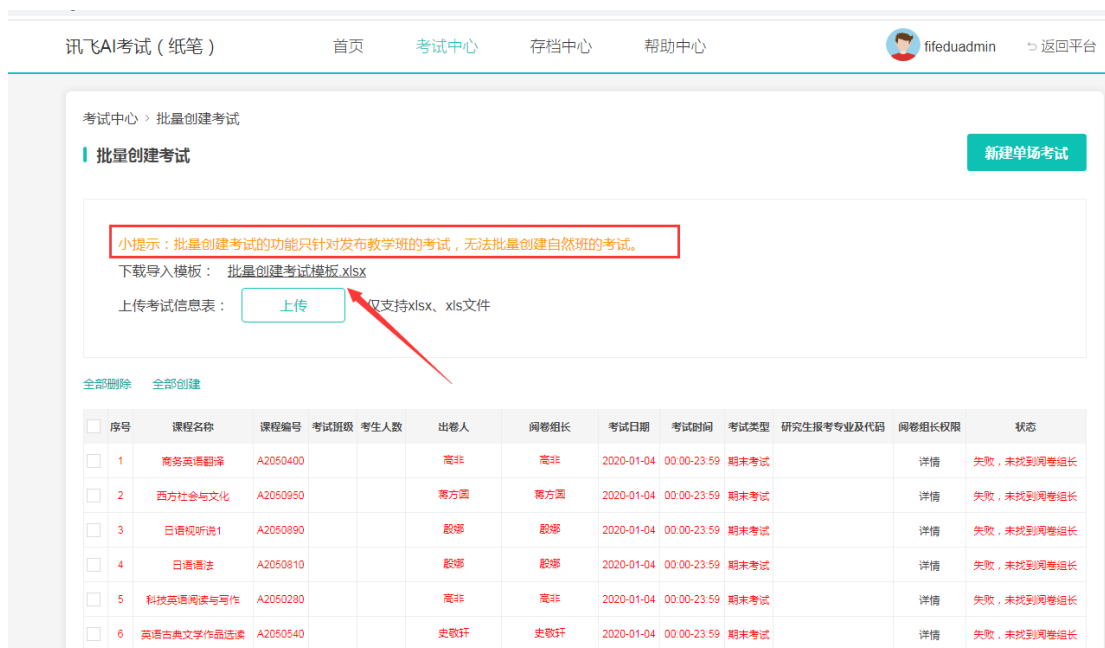 讯飞AI考试（纸笔） 首页 考试中心 存档中心 帮助中心 fifeduadmin 返回平台
考试中心 > 批量创建考试
批量创建考试 新建单场考试
小提示：批量创建考试的功能只针对发布教学班的考试，无法批量创建自然班的考试。
下载导入模板： 批量创建考试模板.xlsx
上传考试信息表： 上传 仅支持xlsx、xls文件
全部删除 全部创建
序号 课程名称 课程编号 考试班级 考生人数 出卷人 阅卷组长 考试日期 考试时间 考试类型 研究生报考专业及代码 阅卷组长权限 状态
1 商务英语翻译 A2050400 高非 高非 2020-01-04 00:00-23:59 期末考试 详情 失败，未找到阅卷组长
2 西方社会与文化 A2050950 蒋方圆 蒋方圆 2020-01-04 00:00-23:59 期末考试 详情 失败，未找到阅卷组长
3 日语视听说1 A2050890 殷娜 殷娜 2020-01-04 00:00-23:59 期末考试 详情 失败，未找到阅卷组长
4 日语语法 A2050810 殷娜 殷娜 2020-01-04 00:00-23:59 期末考试 详情 失败，未找到阅卷组长
5 科技英语阅读与写作 A2050280 高非 高非 2020-01-04 00:00-23:59 期末考试 详情 失败，未找到阅卷组长
6 英语古典文学作品选读 A2050540 史敬轩 史敬轩 2020-01-04 00:00-23:59 期末考试 详情 失败，未找到阅卷组长